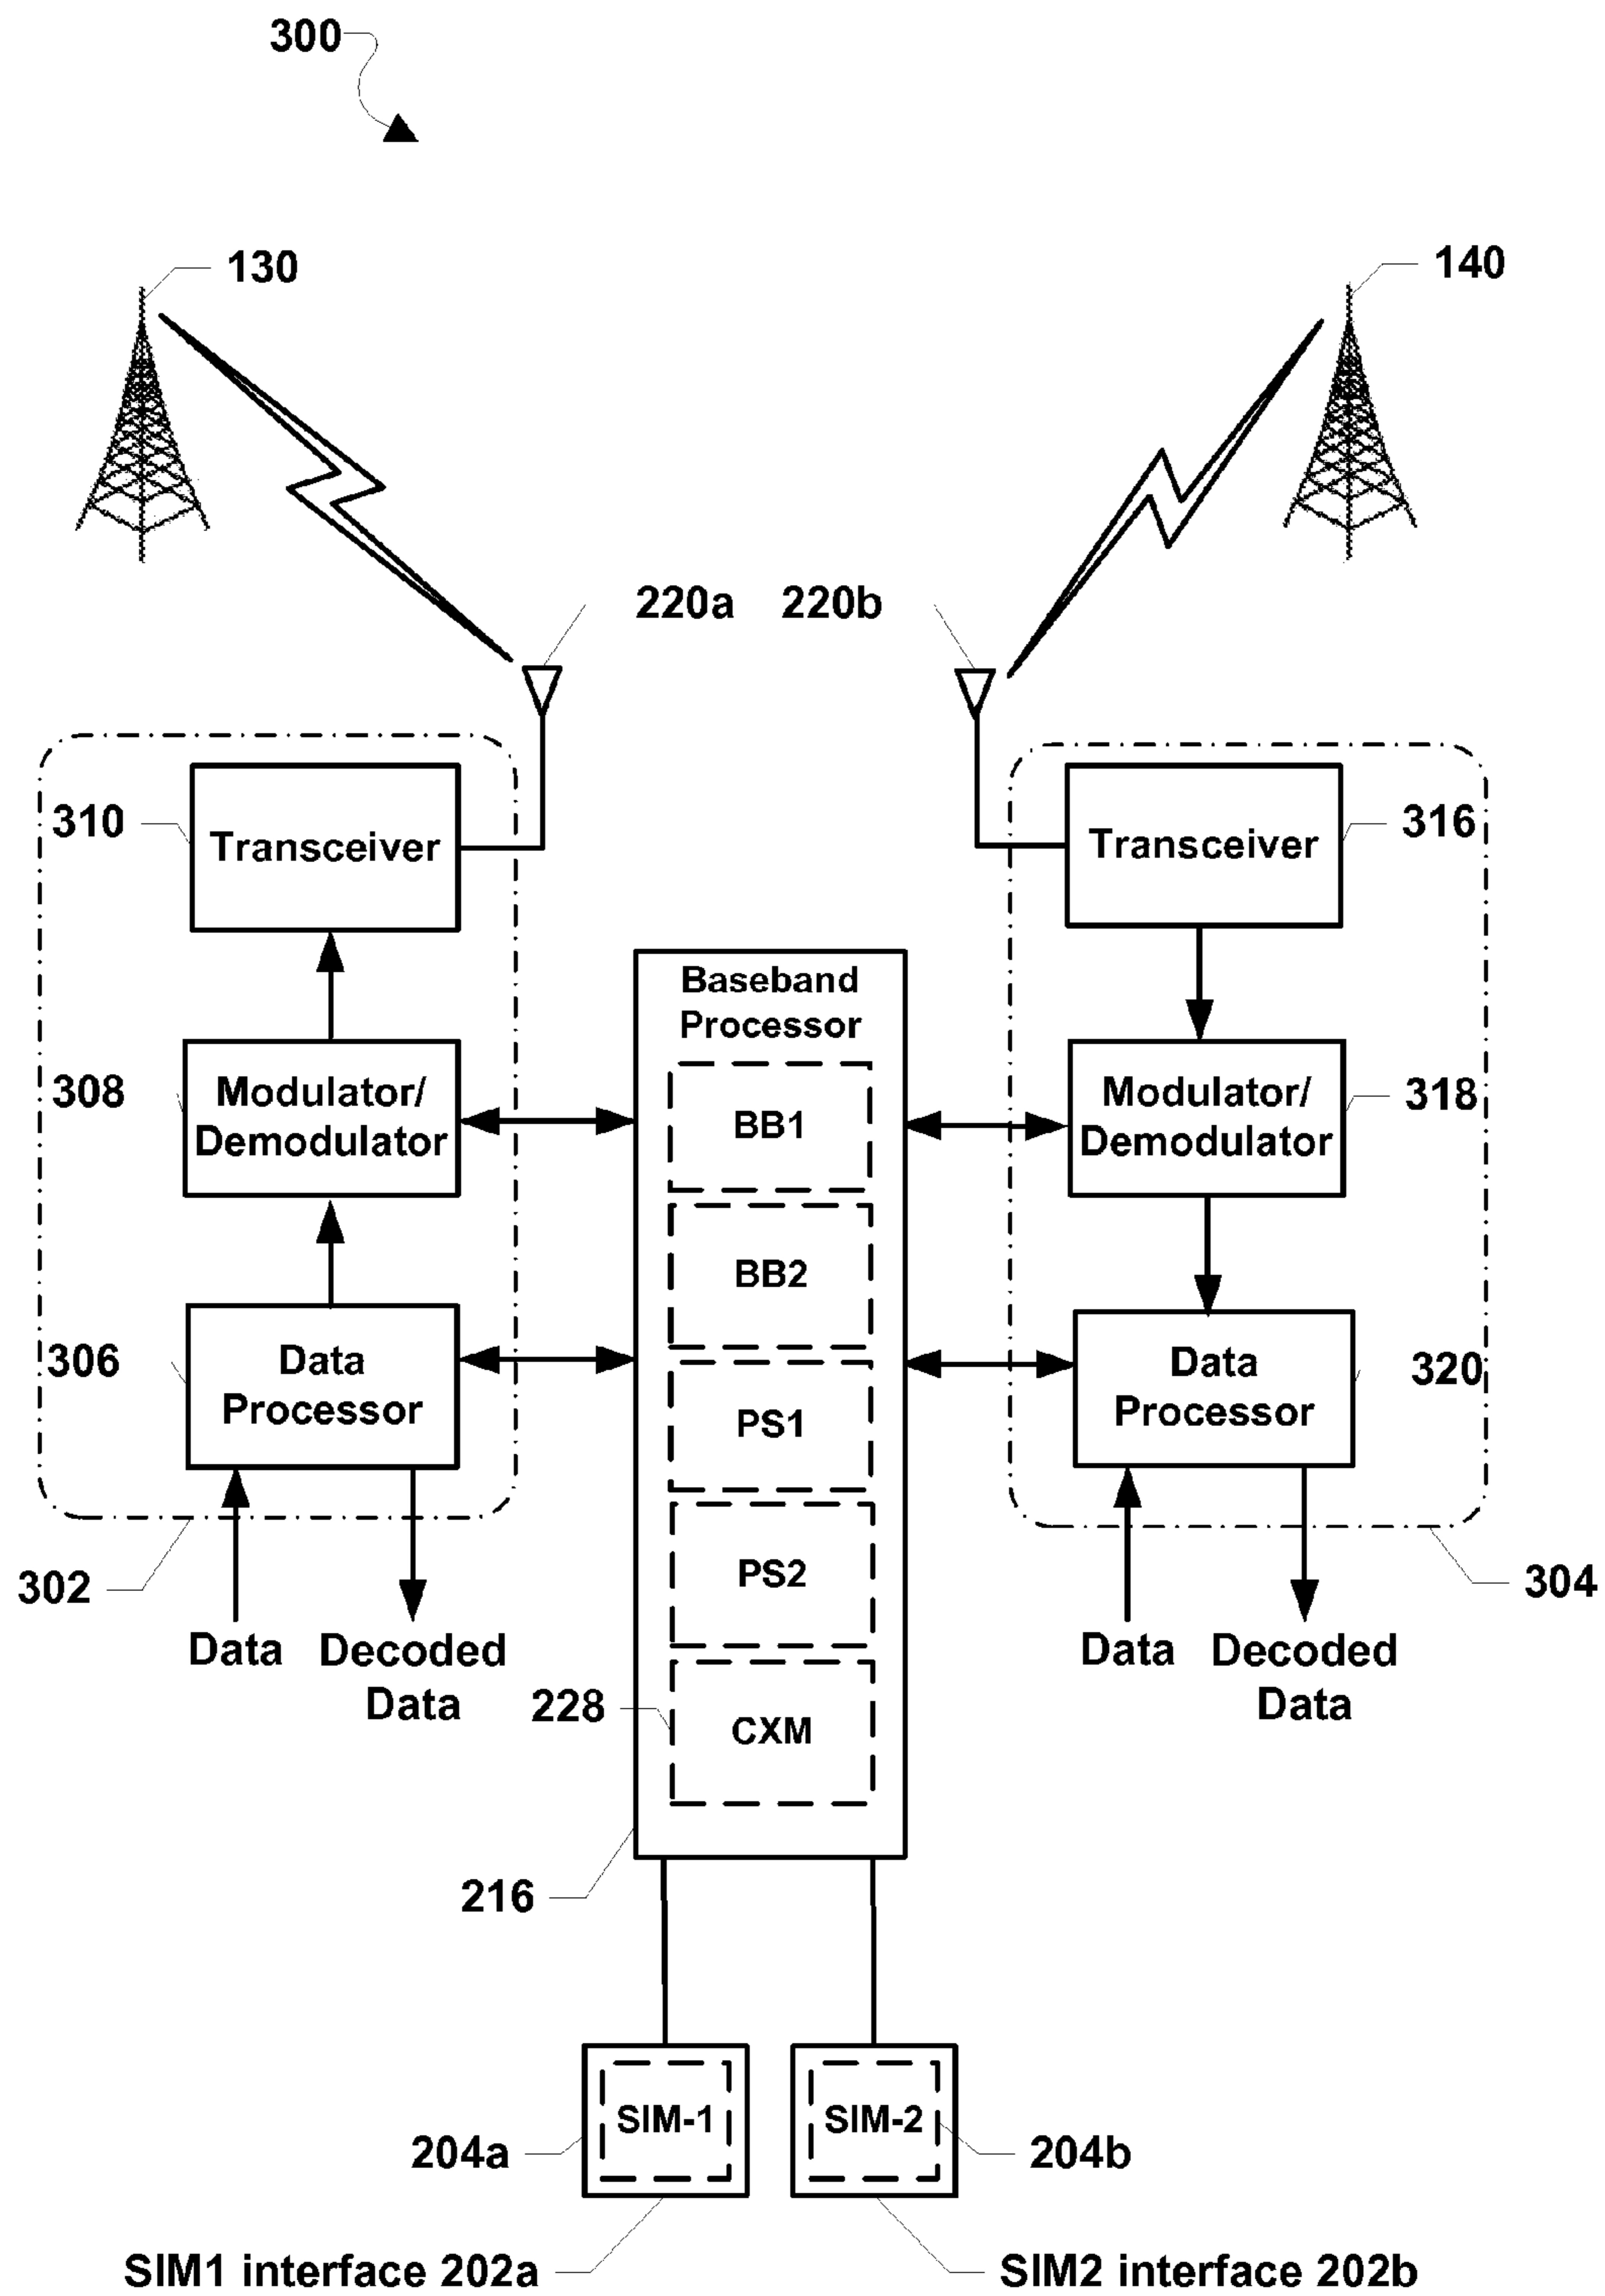 300
130
140
220a
220b
310
Transceiver
Transceiver
316
Baseband
Processor
308
Modulator/
Demodulator
BB1
Modulator/
Demodulator
318
BB2
306
Data
Processor
PS1
Data
Processor
320
302
PS2
304
Data
Decoded
Data
Data
Decoded
Data
228
CXM
216
SIM-1
SIM-2
204a
204b
SIM1 interface 202a
SIM2 interface 202b